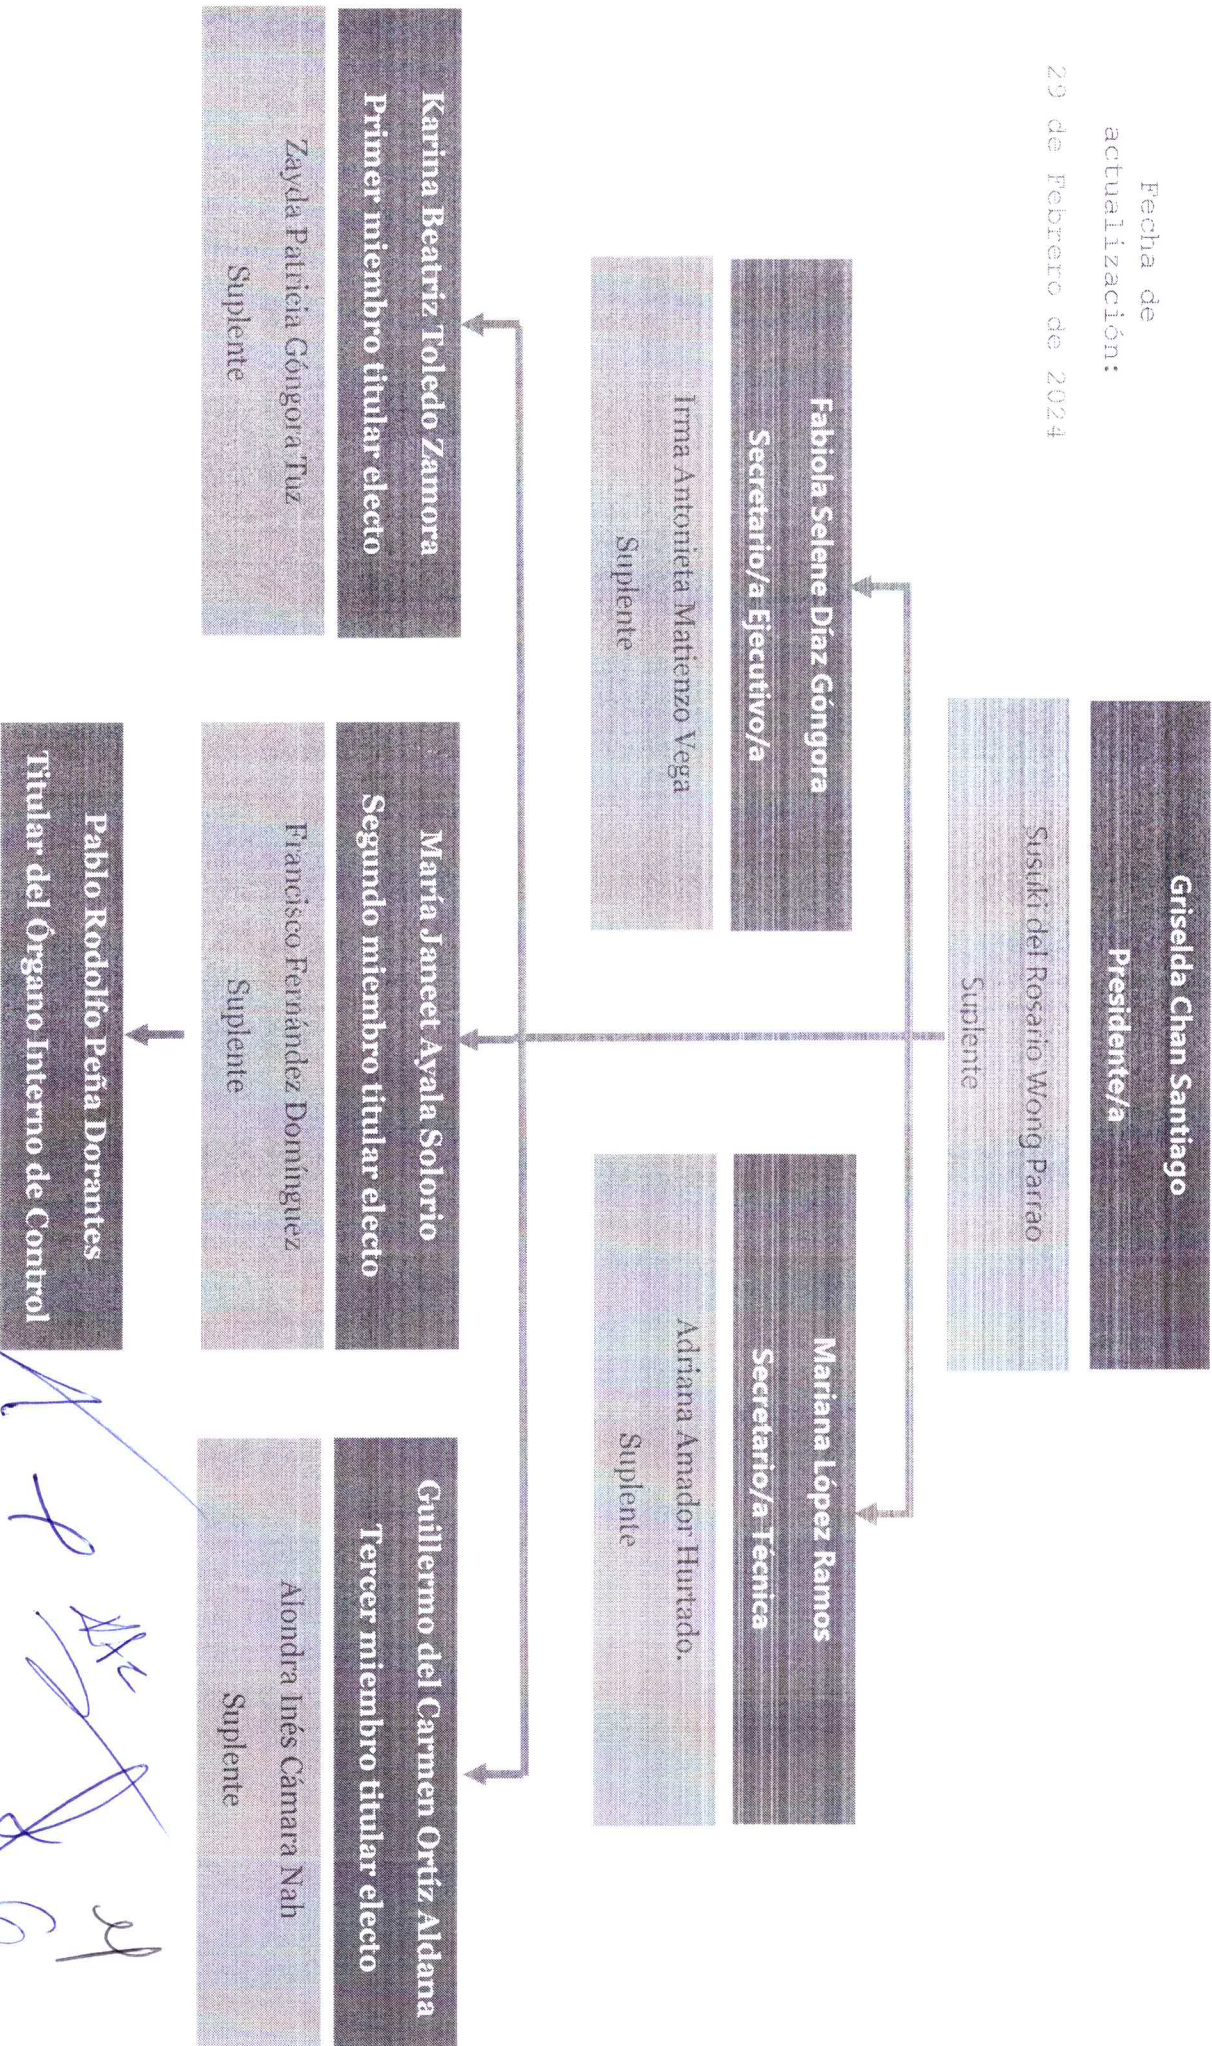 Fecha de
actualización:
29 de Febrero de 2024
Griselda Chan Santiago
Presidente/a
Susuki del Rosario Wong Parrao
Suplente
Fabiola Selene Díaz Góngora
Secretario/a Ejecutivo/a
Irma Antonieta Matienzo Vega
Suplente
Mariana López Ramos
Secretario/a Técnica
Adriana Amador Hurtado.
Suplente
Karina Beatriz Toledo Zamora
Primer miembro titular electo
Zayda Patricia Góngora Tuz
Suplente
María Janeet Ayala Solorio
Segundo miembro titular electo
Francisco Fernández Domínguez
Suplente
Guillermo del Carmen Ortíz Aldana
Tercer miembro titular electo
Alondra Inés Cámara Nah
Suplente
Pablo Rodolfo Peña Dorantes
Titular del Órgano Interno de Control